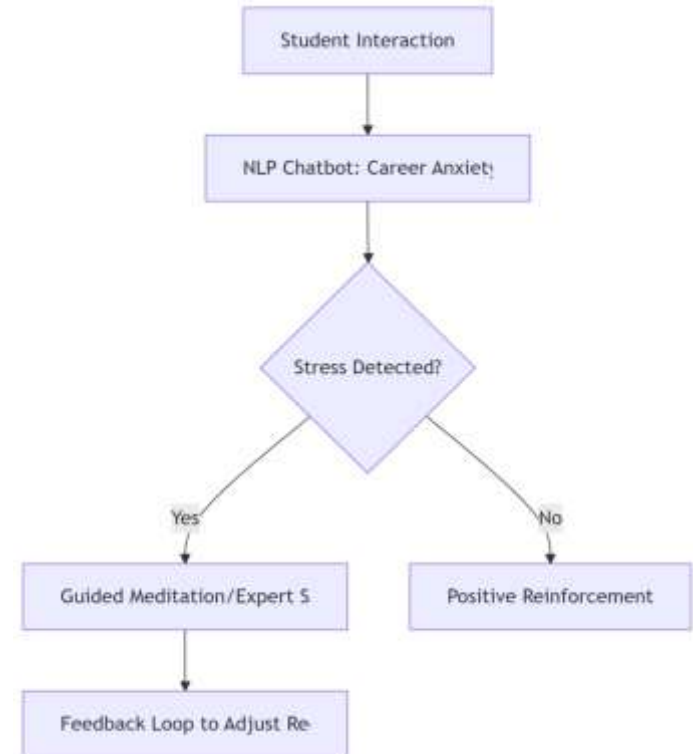 Student Interaction
NLP Chatbot: Career Anxiety
Stress Detected?
Yes
No
Guided Meditation/Expert S
Positive Reinforcement
Feedback Loop to Adjust Re